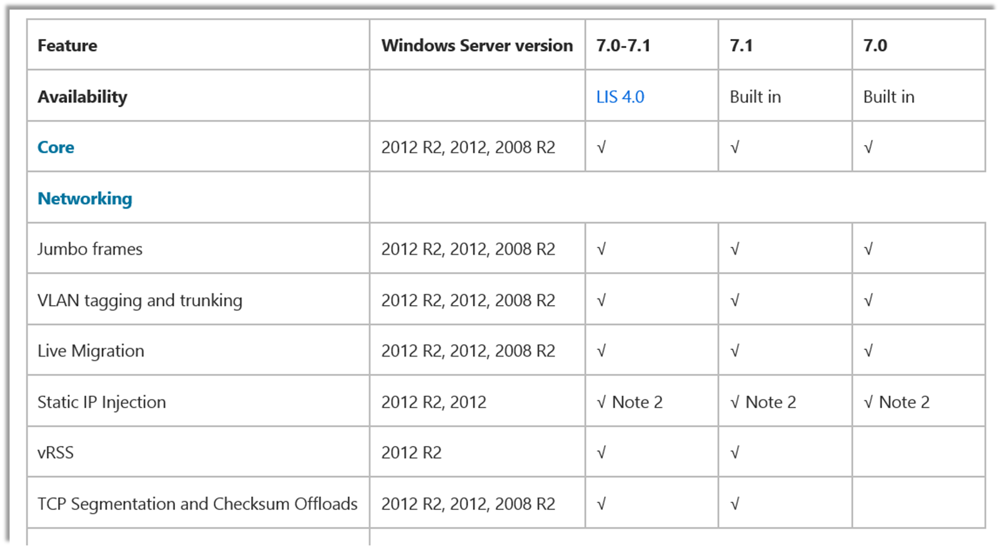 Feature Windows Server version 7.0-7.1 7.1 7.0
Availability LIS 4.0 Built in Built in
Core 2012 R2, 2012, 2008 R2 √ √ √
Networking
Jumbo frames 2012 R2, 2012, 2008 R2 √ √ √
VLAN tagging and trunking 2012 R2, 2012, 2008 R2 √ √ √
Live Migration 2012 R2, 2012, 2008 R2 √ √ √
Static IP Injection 2012 R2, 2012 √ Note 2 √ Note 2 √ Note 2
vRSS 2012 R2 √ √
TCP Segmentation and Checksum Offloads 2012 R2, 2012, 2008 R2 √ √